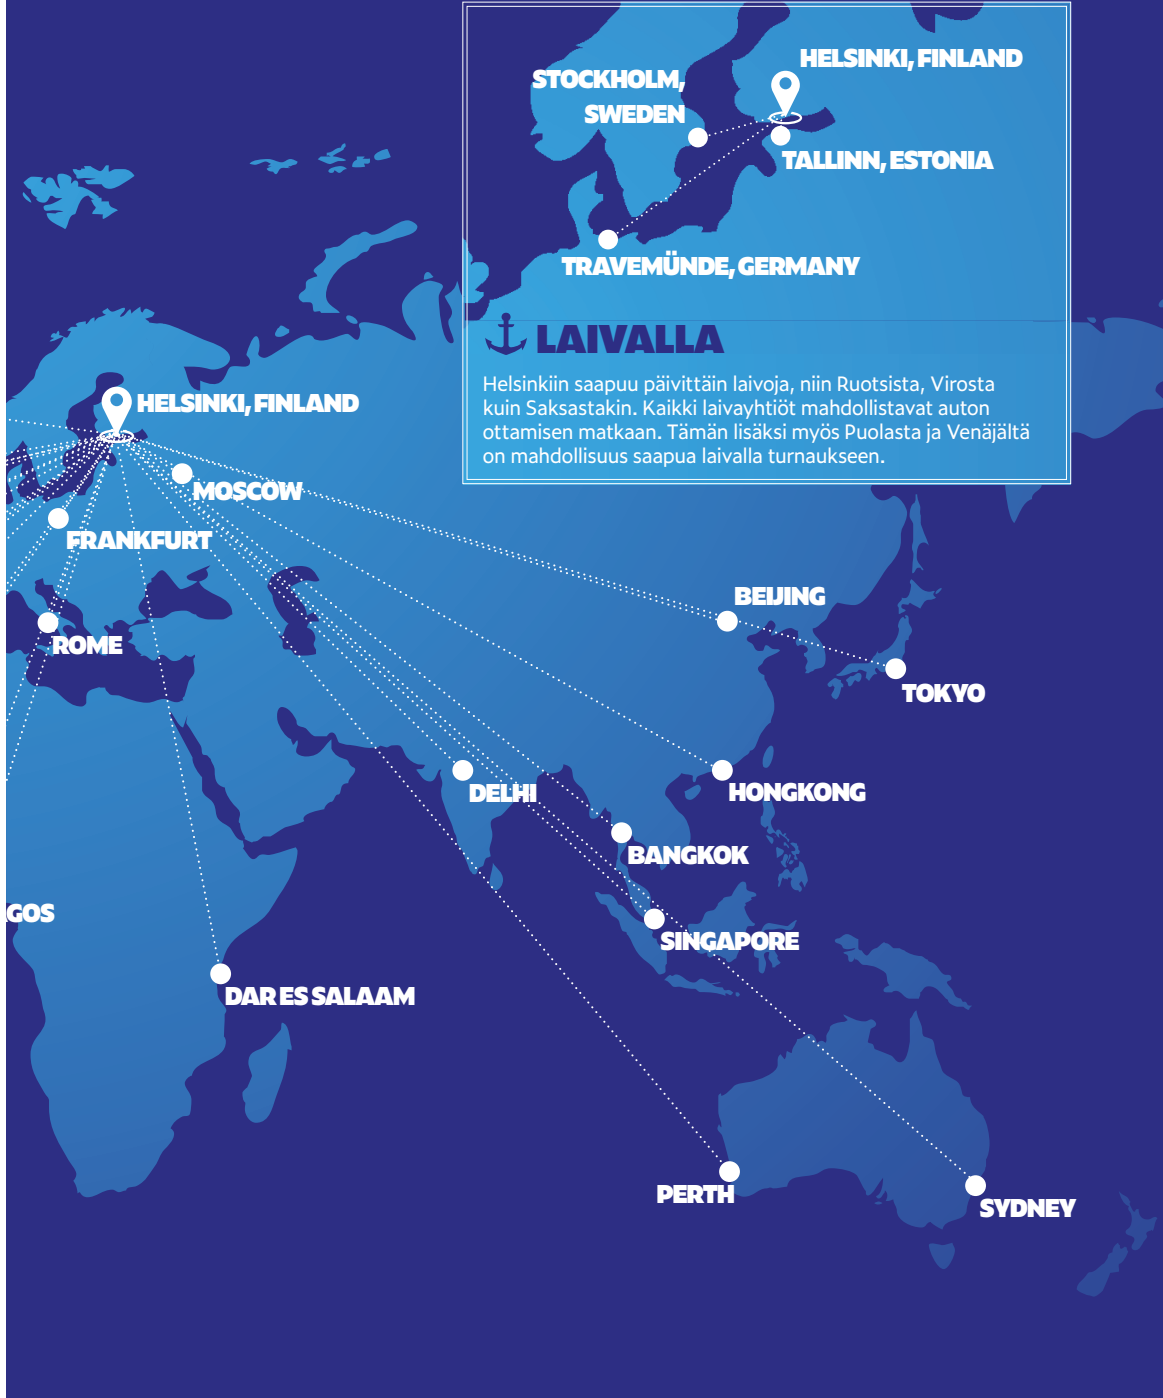 HELSINKI, FINLAND
STOCKHOLM,
SWEDEN
TALLINN, ESTONIA
TRAVEMÜNDE, GERMANY
LAIVALLA
Helsinkiin saapuu päivittäin laivoja, niin Ruotsista, Virosta
kuin Saksastakin. Kaikki laivayhtiöt mahdollistavat auton
ottamisen matkaan. Tämän lisäksi myös Puolasta ja Venäjältä
on mahdollisuus saapua laivalla turnaukseen.
HELSINKI, FINLAND
MOSCOW
FRANKFURT
BEIJING
ROME
TOKYO
DELHI
HONGKONG
BANGKOK
GOS
SINGAPORE
DAR ES SALAAM
PERTH
SYDNEY